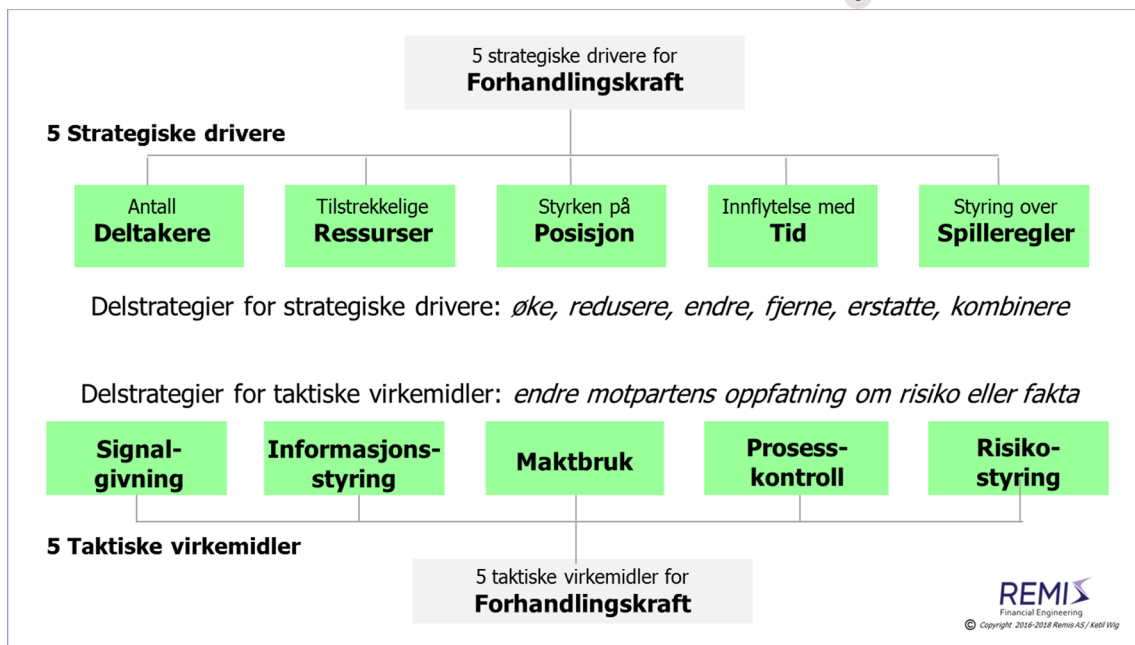 5 strategiske drivere for
Forhandlingskraft
5 Strategiske drivere
Antall
Deltakere
Tilstrekkelige
Ressurser
Styrken på
Posisjon
Innflytelse med
Tid
Styring over
Spilleregler
Delstrategier for strategiske drivere: øke, redusere, endre, fjerne, erstatte, kombinere
Delstrategier for taktiske virkemidler: endre motpartens oppfatning om risiko eller fakta
Signal-
givning
Informasjons-
styring
Maktbruk
Prosess-
kontroll
Risiko-
styring
5 Taktiske virkemidler
5 taktiske virkemidler for
Forhandlingskraft
REMIS
Financial Engineering
© Copyright 2016-2018 Remis AS / Ketil Wig